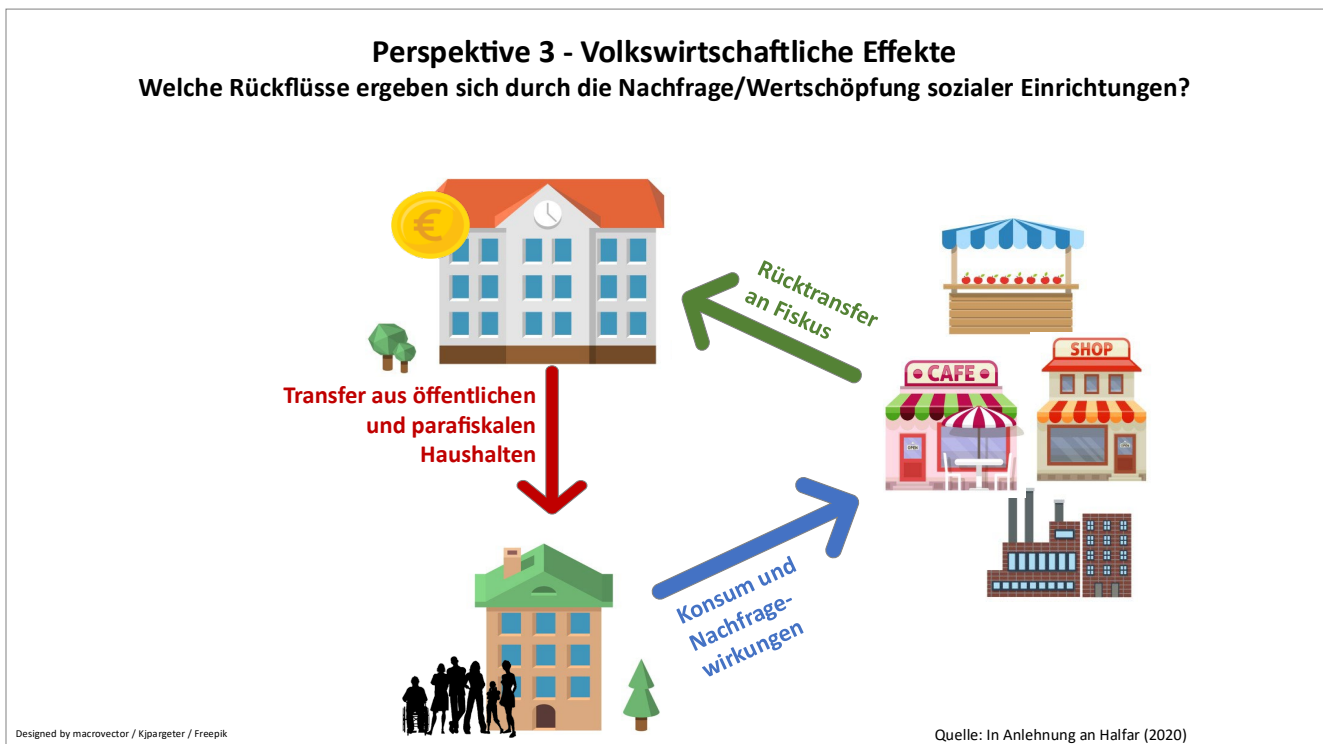 Perspektive 3 - Volkswirtschaftliche Effekte
Welche Rückflüsse ergeben sich durch die Nachfrage/Wertschöpfung sozialer Einrichtungen?
€
Rücktransfer
an Fiskus
CAFE
SHOP
OPEN
OPEN
Transfer aus öffentlichen
und parafiskalen
Haushalten
Konsum und
Nachfrage-
wirkungen
Designed by macrovector / Kjpargeter / Freepik
Quelle: In Anlehnung an Halfar (2020)